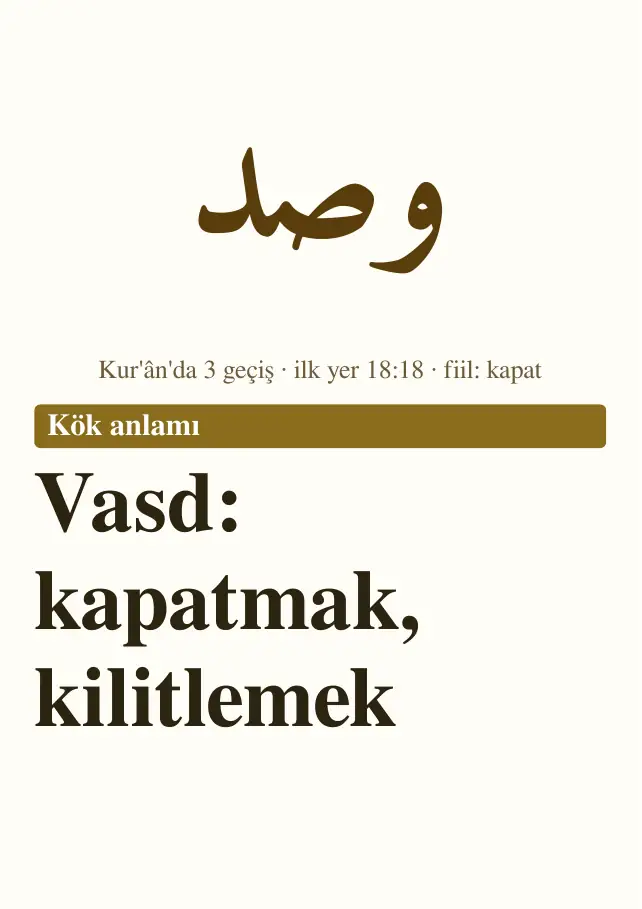 وصد
Kur'ân'da 3 geçiş · ilk yer 18:18 · fiil: kapat
Kök anlamı
Vasd:
kapatmak,
kilitlemek